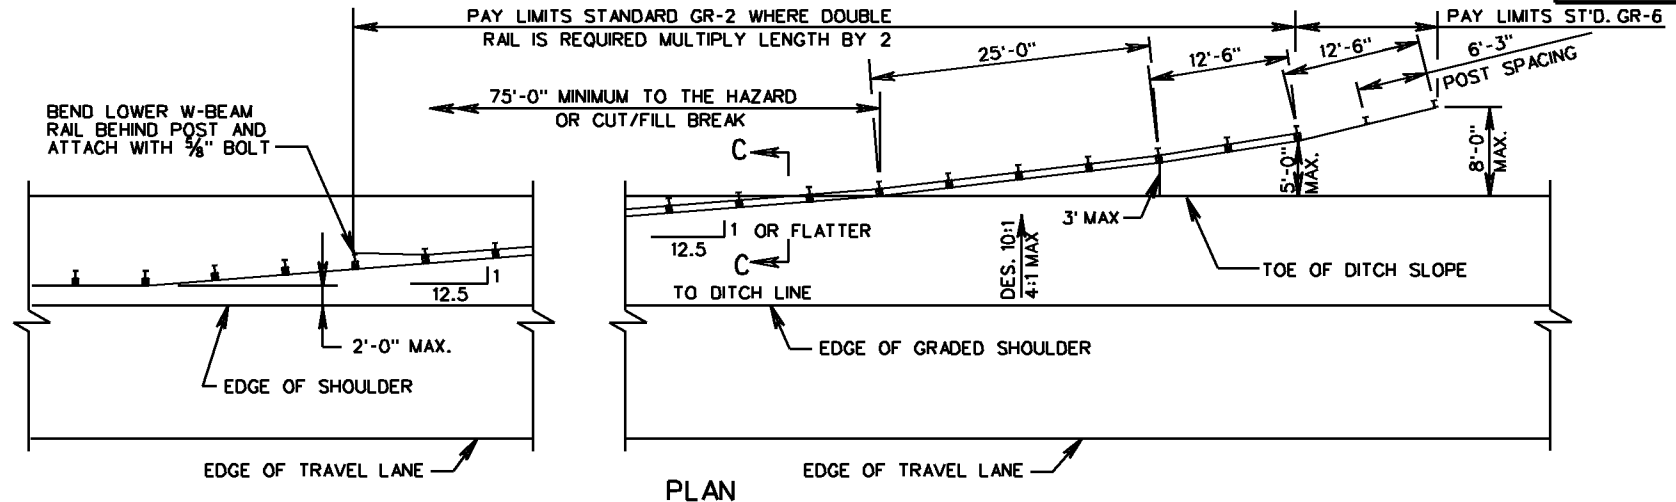 PAY LIMITS STANDARD GR-2 WHERE DOUBLE
RAIL IS REQUIRED MULTIPLY LENGTH BY 2
PAY LIMITS ST'D. GR-6
25'-0"
12'-6"
12'-6"
6'-3"
POST SPACING
75'-0" MINIMUM TO THE HAZARD
OR CUT/FILL BREAK
BEND LOWER W-BEAM
RAIL BEHIND POST AND
ATTACH WITH 5/8" BOLT
C
5'-0"
MAX.
8'-0"
MAX.
3' MAX
1 OR FLATTER
12.5
C
DES. 10:1
4:1 MAX
TOE OF DITCH SLOPE
1
12.5
TO DITCH LINE
2'-0" MAX.
EDGE OF GRADED SHOULDER
EDGE OF SHOULDER
EDGE OF TRAVEL LANE
EDGE OF TRAVEL LANE
PLAN